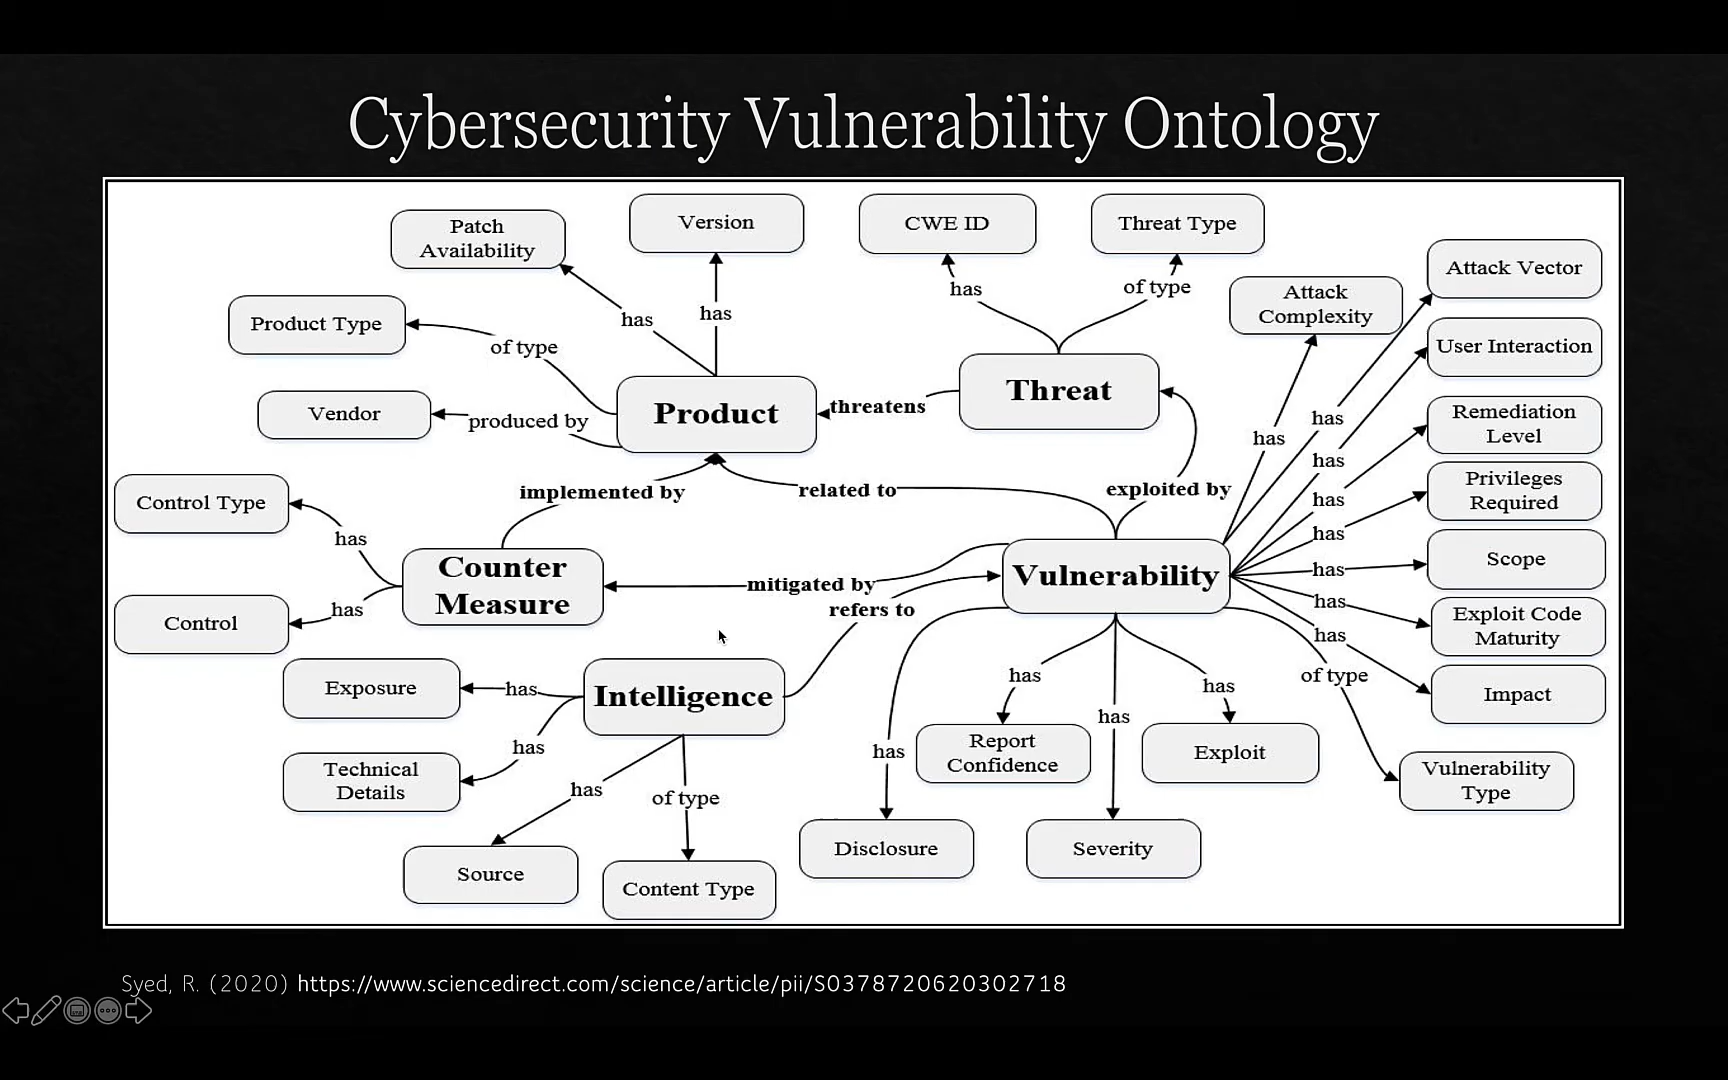 Cybersecurity Vulnerability Ontology
Patch
Availability
Version
CWE ID
Threat Type
Attack Vector
Attack
Complexity
Product Type
User Interaction
has
has
has
of type
of type
Vendor
produced by
Product
threatens
Threat
has
has
Remediation
Level
has
Control Type
implemented by
related to
exploited by
has
Privileges
Required
has
has
Counter
Measure
mitigated by
refers to
Vulnerability
has
Scope
Control
has
has
Exploit Code
Maturity
has
Exposure
has
Intelligence
has
has
of type
Impact
has
Technical
Details
has
has
of type
has
has
Report
Confidence
Exploit
Vulnerability
Type
Source
Content Type
Disclosure
Severity
Syed, R. (2020) https://www.sciencedirect.com/science/article/pii/S0378720620302718